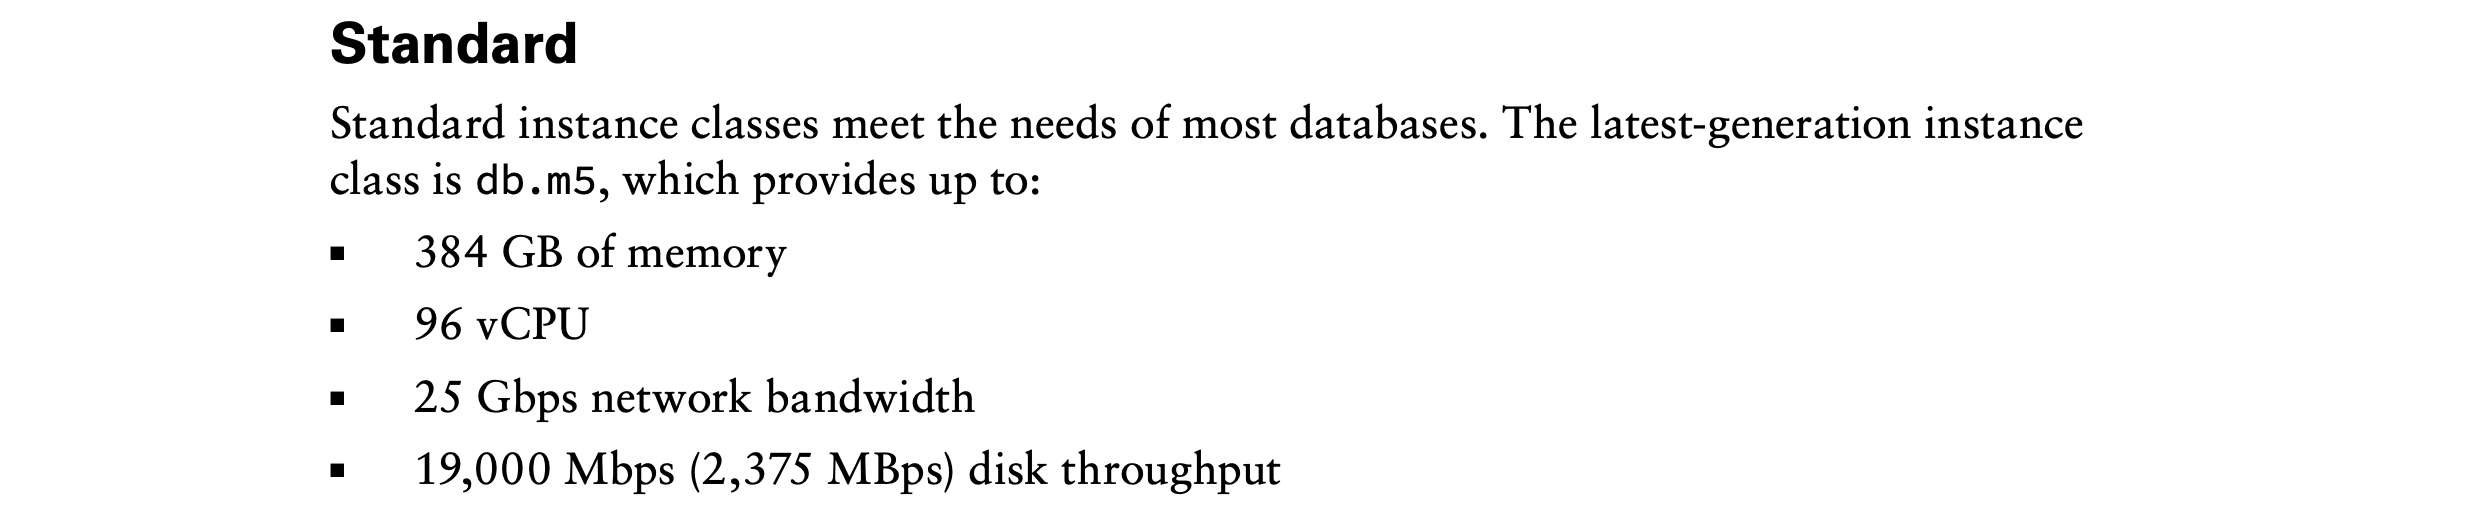 Standard
Standard instance classes meet the needs of most databases. The latest-generation instance
class is db.m5, which provides up to:
▪ 384 GB of memory
▪ 96 vCPU
▪ 25 Gbps network bandwidth
▪ 19,000 Mbps (2,375 MBps) disk throughput